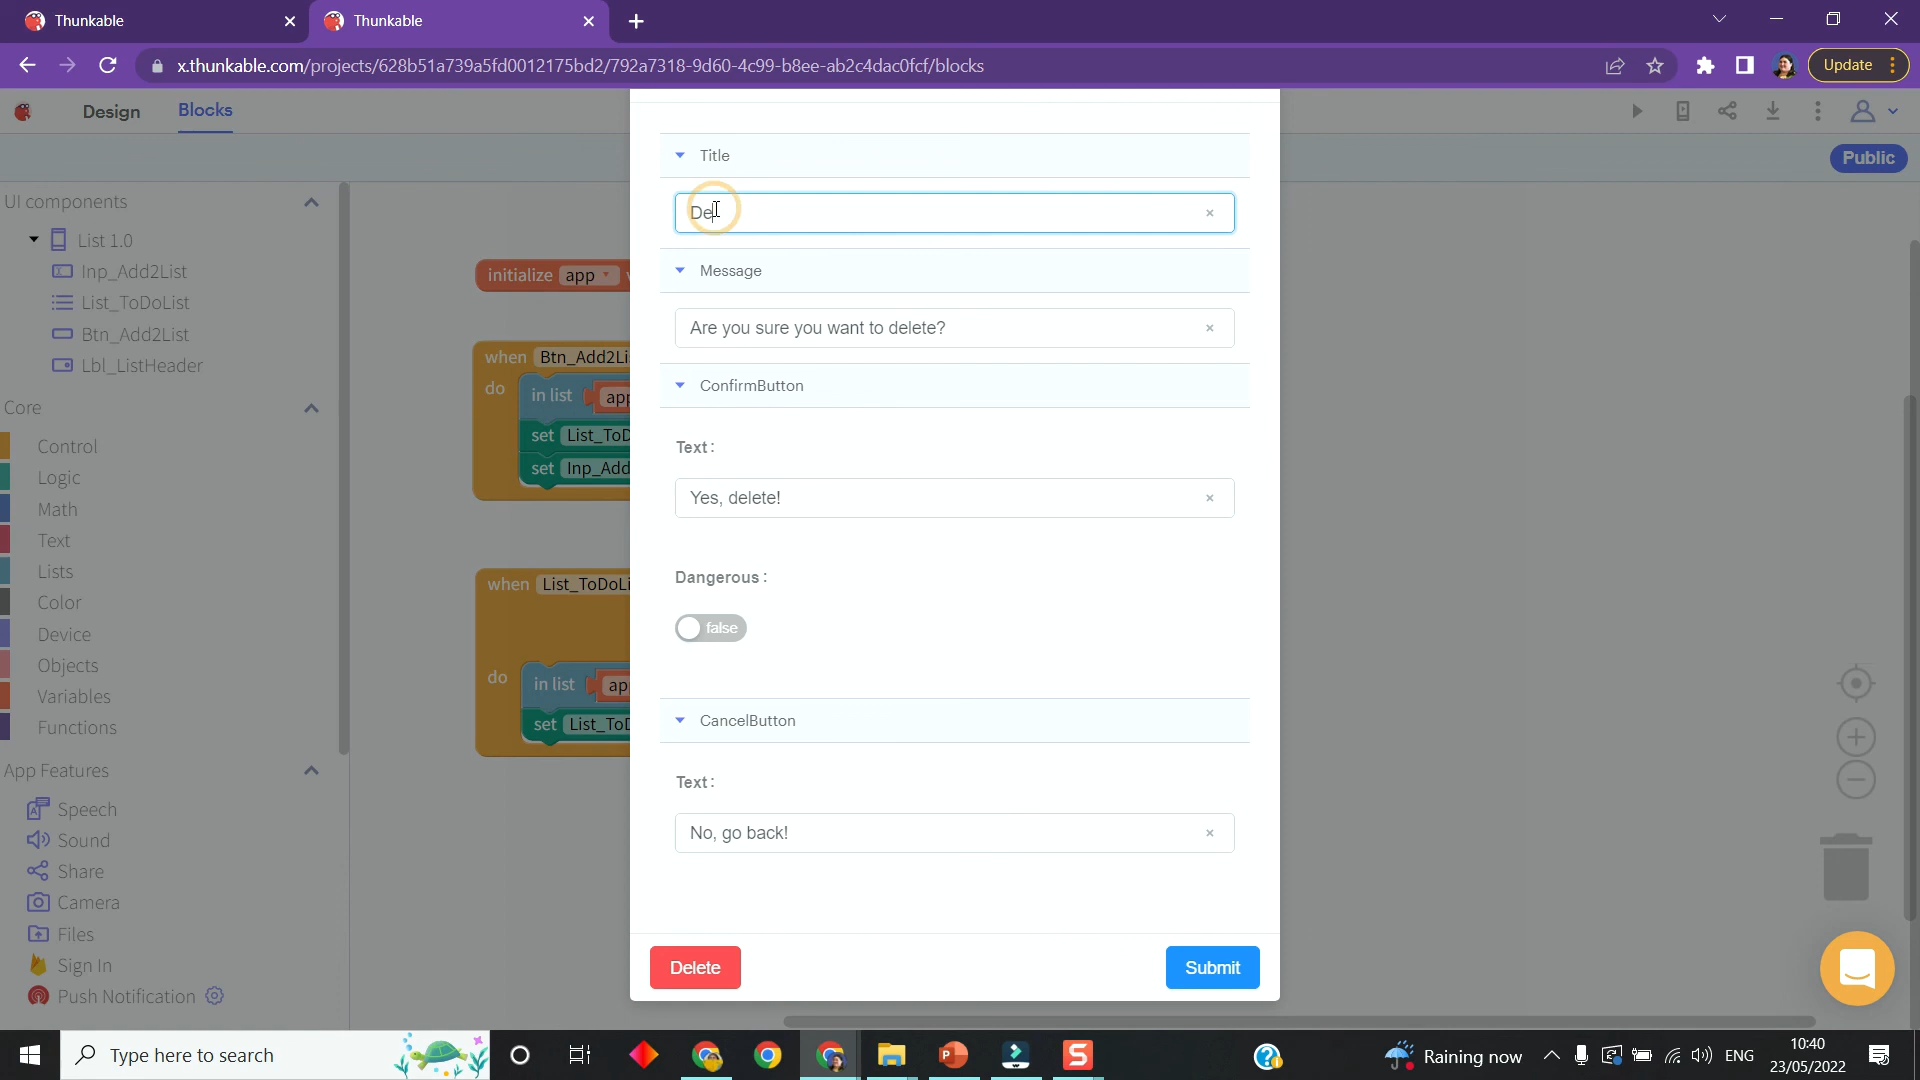 Thunkable
Thunkable
x.thunkable.com/projects/628b51a739a5fd0012175bd2/792a7318-9d60-4c99-b8ee-ab2c4dac0fcf/blocks
Update
Design
Blocks
Public
UI components
List 1.0
Inp_Add2List
List_ToDoList
Btn_Add2List
Lbl_ListHeader
Core
Control
Logic
Math
Text
Lists
Color
Device
Objects
Variables
Functions
App Features
Speech
Sound
Share
Camera
Files
Sign In
Push Notification
initialize app
when Btn_Add2Li
do in list app
set List_ToD
set Inp_Add
when List_ToDoLi
do in list ap
set List_ToD
Title
De
Message
Are you sure you want to delete?
ConfirmButton
Text :
Yes, delete!
Dangerous :
false
CancelButton
Text :
No, go back!
Delete
Submit
Type here to search
Raining now
ENG
10:40
23/05/2022